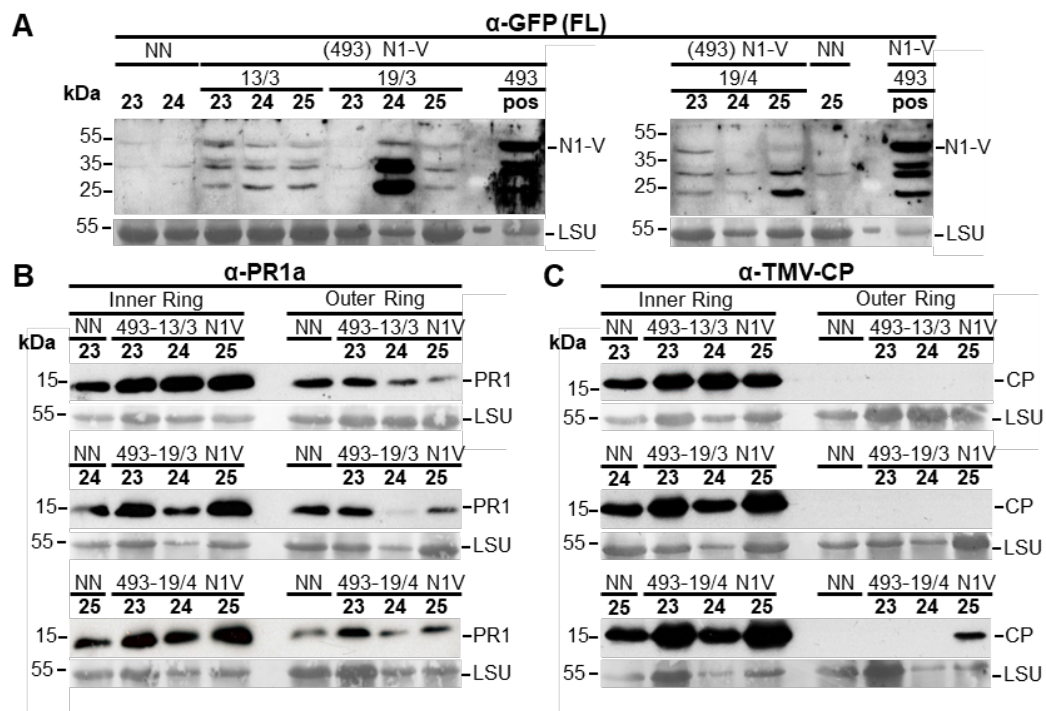 A
α-GFP (FL)
NN (493) N1-V (493) N1-V NN N1-V
13/3 19/3 493 19/4 493
kDa 23 24 23 24 25 23 24 25 pos 23 24 25 25 pos
55 N1-V 55 N1-V
35 35
25 25
55 LSU 55 LSU
B α-PR1a C α-TMV-CP
Inner Ring Outer Ring Inner Ring Outer Ring
NN 493-13/3 N1V NN 493-13/3 N1V NN 493-13/3 N1V NN 493-13/3 N1V
kDa 23 23 24 25 23 24 25 kDa 23 23 24 25 23 24 25
15 PR1 15 CP
55 LSU 55 LSU
NN 493-19/3 N1V NN 493-19/3 N1V NN 493-19/3 N1V NN 493-19/3 N1V
24 23 24 25 23 24 25 24 23 24 25 23 24 25
15 PR1 15 CP
55 LSU 55 LSU
NN 493-19/4 N1V NN 493-19/4 N1V NN 493-19/4 N1V NN 493-19/4 N1V
25 23 24 25 23 24 25 25 23 24 25 23 24 25
15 PR1 15 CP
55 LSU 55 LSU